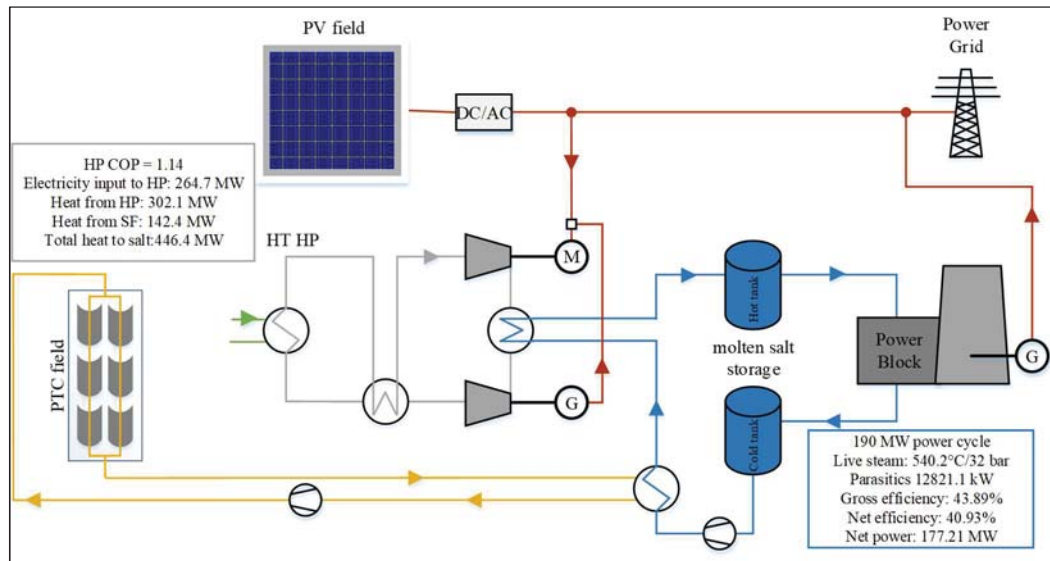 PV field
Power
Grid
DC/AC
HP COP = 1.14
Electricity input to HP: 264.7 MW
Heat from HP: 302.1 MW
Heat from SF: 142.4 MW
Total heat to salt:446.4 MW
HT HP
M
Hot tank
PTC field
molten salt
storage
Power
Block
G
G
Cold tank
190 MW power cycle
Live steam: 540.2°C/32 bar
Parasitics 12821.1 kW
Gross efficiency: 43.89%
Net efficiency: 40.93%
Net power: 177.21 MW